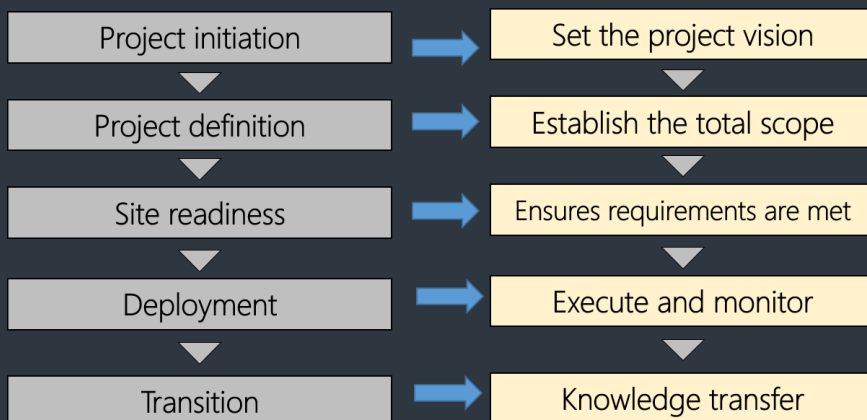 Project initiation
Set the project vision
Project definition
Establish the total scope
Site readiness
Ensures requirements are met
Deployment
Execute and monitor
Transition
Knowledge transfer